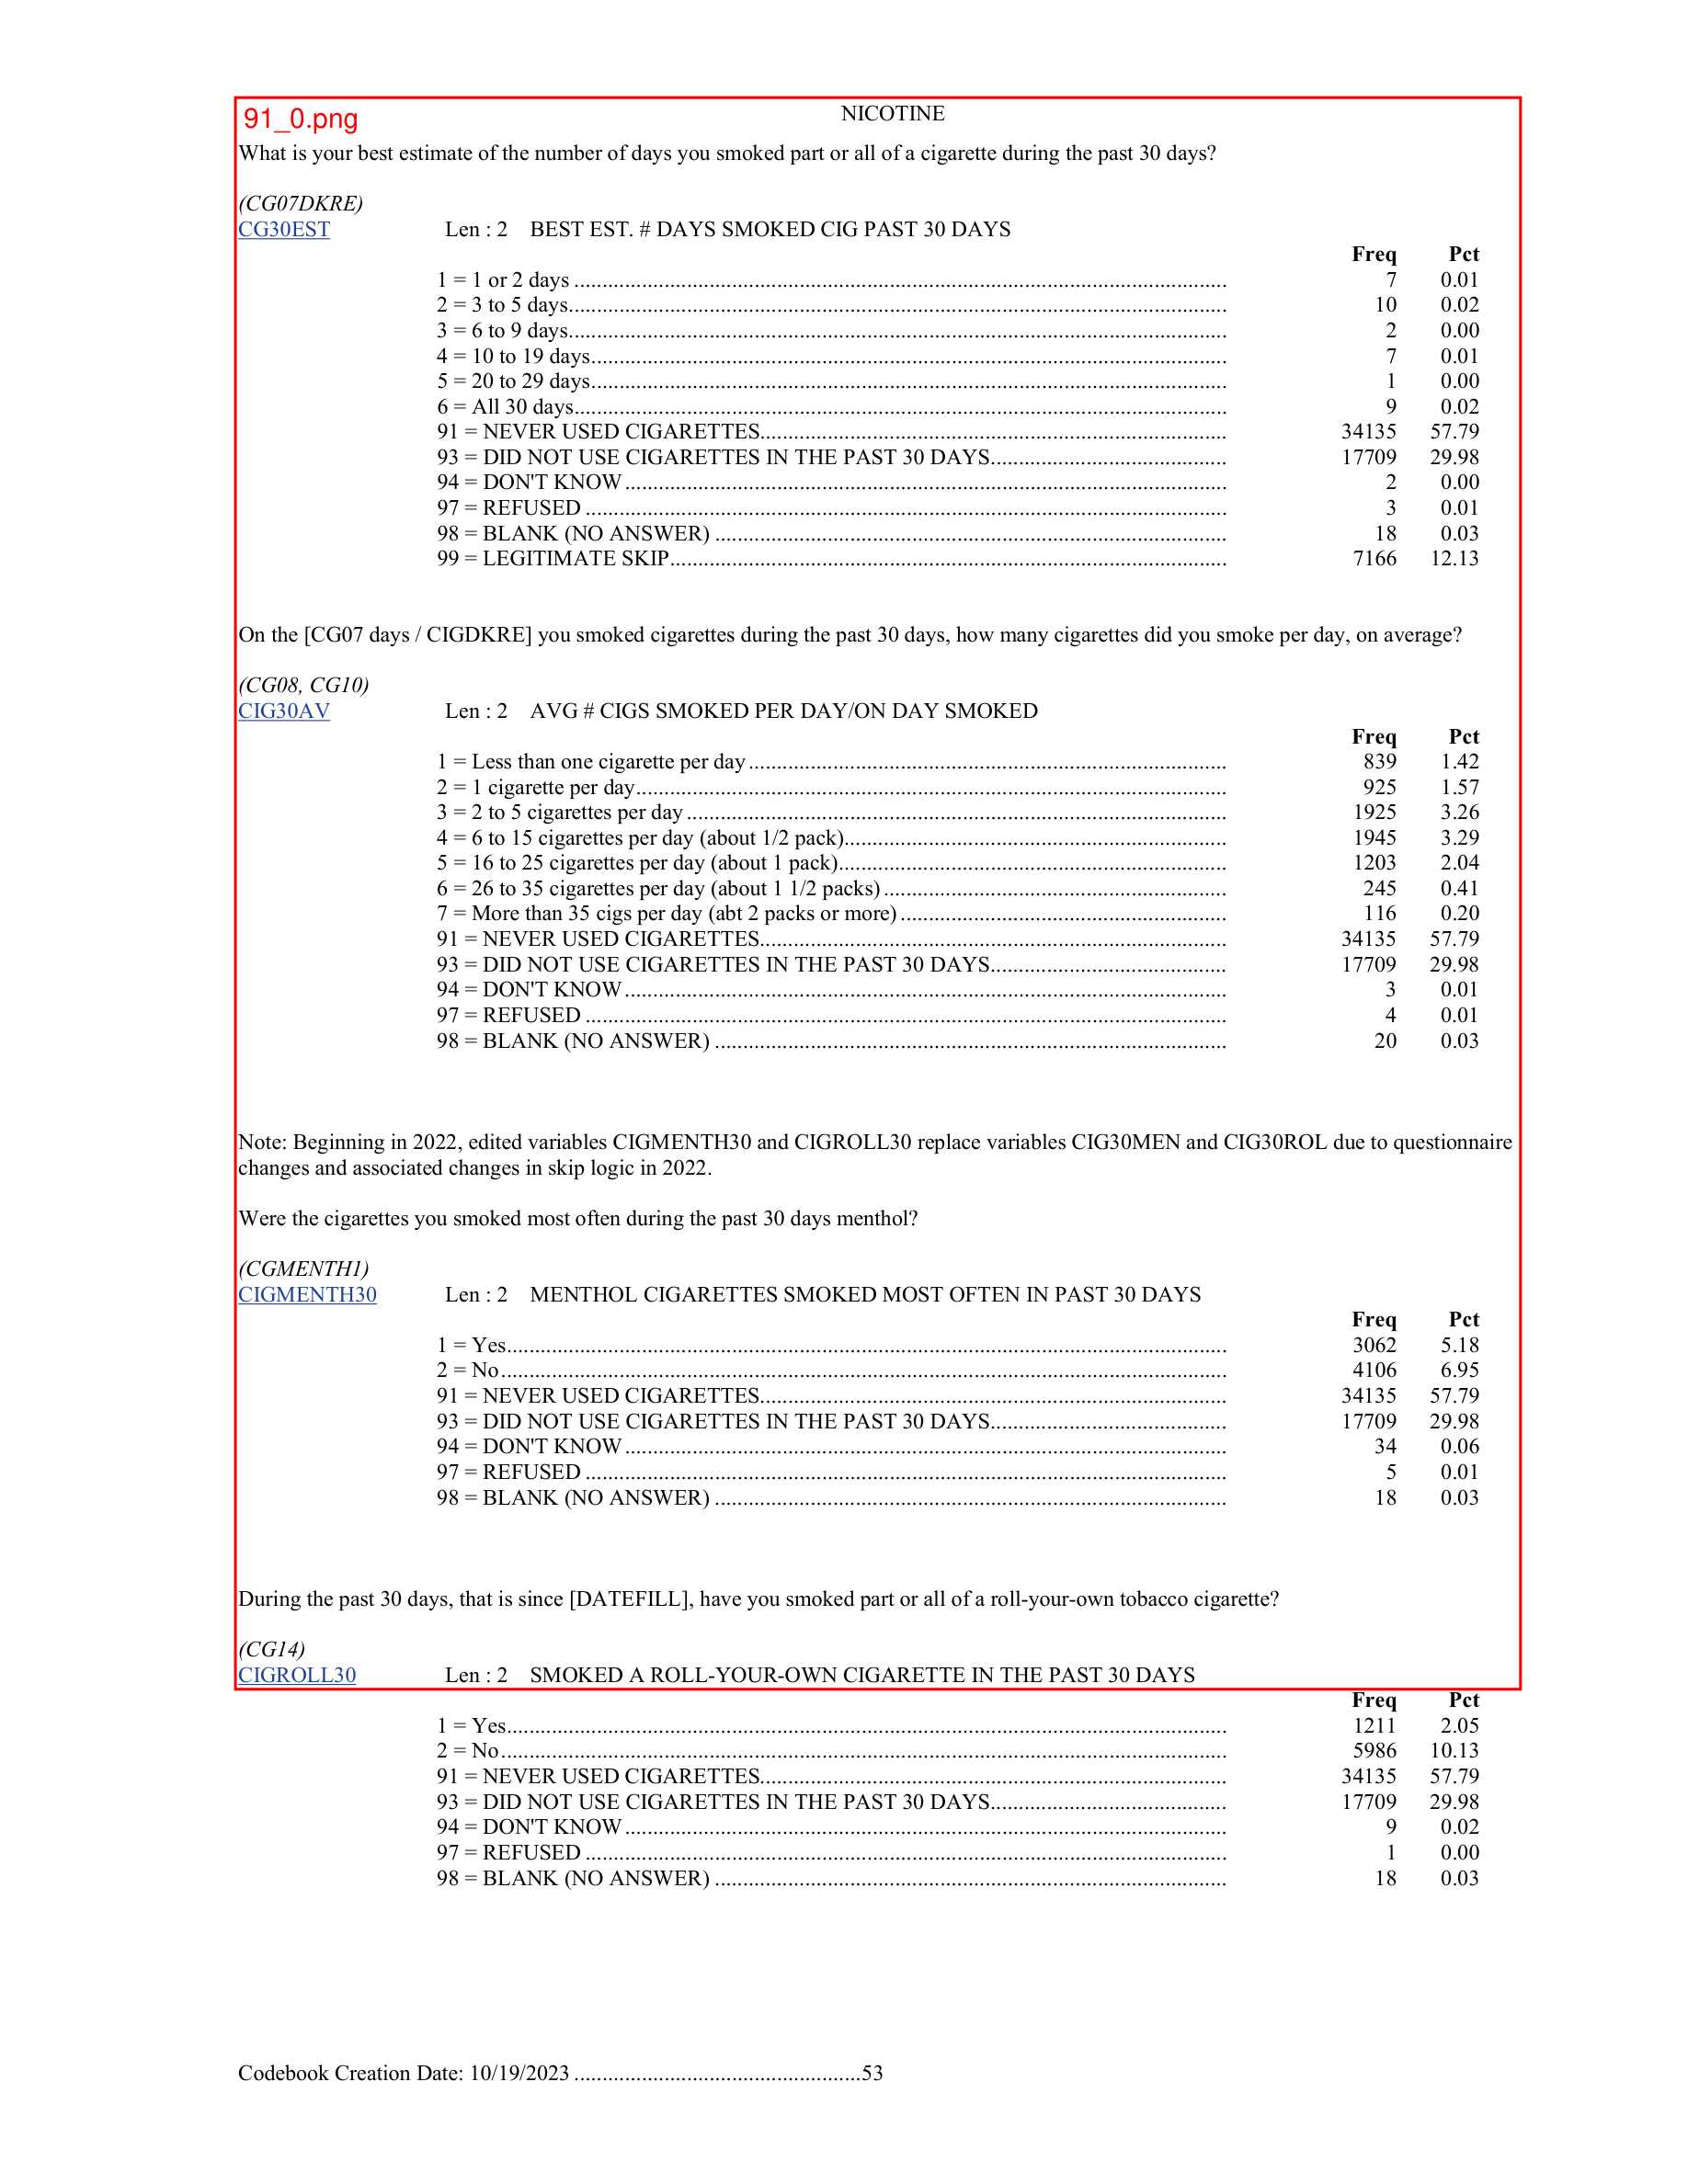 91_0.png
NICOTINE
What is your best estimate of the number of days you smoked part or all of a cigarette during the past 30 days?
(CG07DKRE)
CG30EST Len : 2 BEST EST. # DAYS SMOKED CIG PAST 30 DAYS
Freq Pct
1 = 1 or 2 days ........ 7 0.01
2 = 3 to 5 days........ 10 0.02
3 = 6 to 9 days........ 2 0.00
4 = 10 to 19 days........ 7 0.01
5 = 20 to 29 days........ 1 0.00
6 = All 30 days........ 9 0.02
91 = NEVER USED CIGARETTES........ 34135 57.79
93 = DID NOT USE CIGARETTES IN THE PAST 30 DAYS........ 17709 29.98
94 = DON'T KNOW ........ 2 0.00
97 = REFUSED ........ 3 0.01
98 = BLANK (NO ANSWER) ........ 18 0.03
99 = LEGITIMATE SKIP........ 7166 12.13
On the [CG07 days / CIGDKRE] you smoked cigarettes during the past 30 days, how many cigarettes did you smoke per day, on average?
(CG08, CG10)
CIG30AV Len : 2 AVG # CIGS SMOKED PER DAY/ON DAY SMOKED
Freq Pct
1 = Less than one cigarette per day ........ 839 1.42
2 = 1 cigarette per day........ 925 1.57
3 = 2 to 5 cigarettes per day ........ 1925 3.26
4 = 6 to 15 cigarettes per day (about 1/2 pack)........ 1945 3.29
5 = 16 to 25 cigarettes per day (about 1 pack)........ 1203 2.04
6 = 26 to 35 cigarettes per day (about 1 1/2 packs) ........ 245 0.41
7 = More than 35 cigs per day (abt 2 packs or more) ........ 116 0.20
91 = NEVER USED CIGARETTES........ 34135 57.79
93 = DID NOT USE CIGARETTES IN THE PAST 30 DAYS........ 17709 29.98
94 = DON'T KNOW ........ 3 0.01
97 = REFUSED ........ 4 0.01
98 = BLANK (NO ANSWER) ........ 20 0.03
Note: Beginning in 2022, edited variables CIGMENTH30 and CIGROLL30 replace variables CIG30MEN and CIG30ROL due to questionnaire
changes and associated changes in skip logic in 2022.
Were the cigarettes you smoked most often during the past 30 days menthol?
(CGMENTH1)
CIGMENTH30 Len : 2 MENTHOL CIGARETTES SMOKED MOST OFTEN IN PAST 30 DAYS
Freq Pct
1 = Yes........ 3062 5.18
2 = No........ 4106 6.95
91 = NEVER USED CIGARETTES........ 34135 57.79
93 = DID NOT USE CIGARETTES IN THE PAST 30 DAYS........ 17709 29.98
94 = DON'T KNOW ........ 34 0.06
97 = REFUSED ........ 5 0.01
98 = BLANK (NO ANSWER) ........ 18 0.03
During the past 30 days, that is since [DATEFILL], have you smoked part or all of a roll-your-own tobacco cigarette?
(CG14)
CIGROLL30 Len : 2 SMOKED A ROLL-YOUR-OWN CIGARETTE IN THE PAST 30 DAYS
Freq Pct
1 = Yes........ 1211 2.05
2 = No........ 5986 10.13
91 = NEVER USED CIGARETTES........ 34135 57.79
93 = DID NOT USE CIGARETTES IN THE PAST 30 DAYS........ 17709 29.98
94 = DON'T KNOW ........ 9 0.02
97 = REFUSED ........ 1 0.00
98 = BLANK (NO ANSWER) ........ 18 0.03
Codebook Creation Date: 10/19/2023 ........53